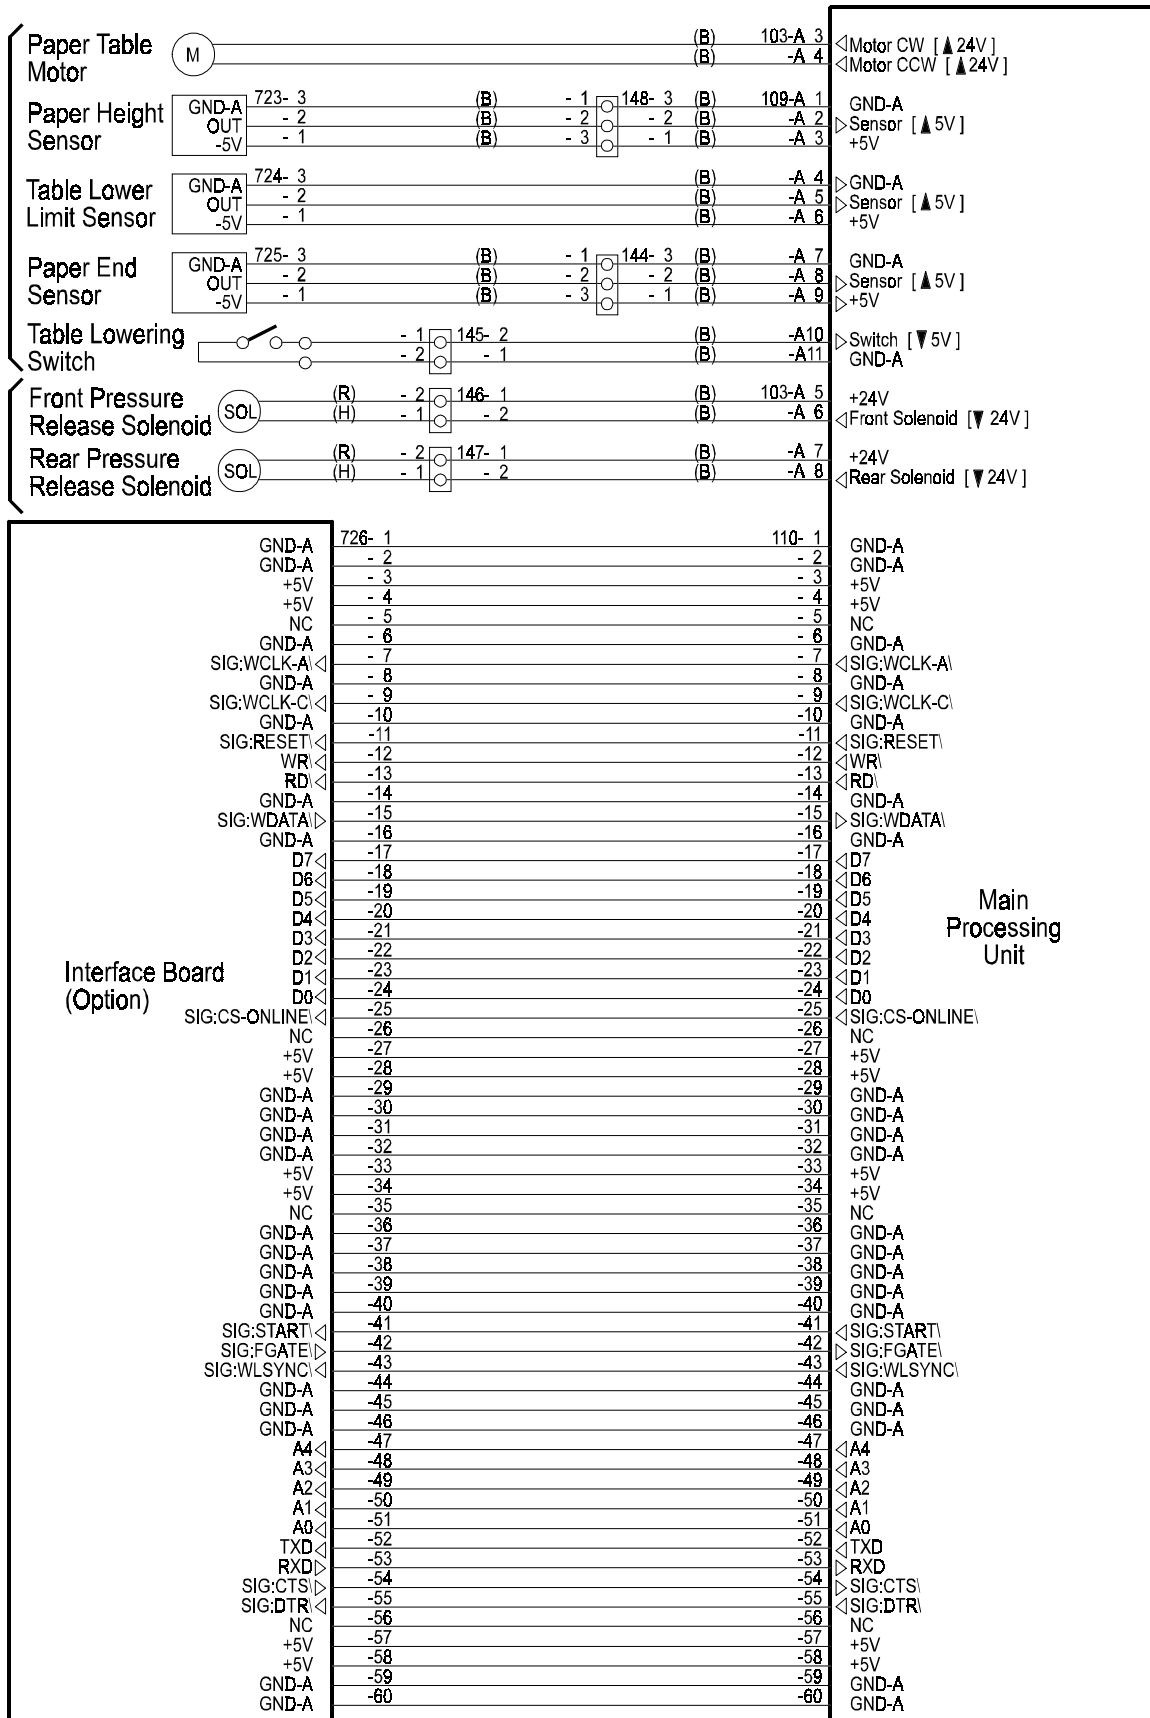 Paper Table
Motor
M
(B) 103-A 3 Motor CW [ ▲ 24V ]
(B) -A 4 Motor CCW [ ▲ 24V ]
Paper Height
Sensor
GND-A 723- 3 (B) - 1 148- 3 (B) 109-A 1 GND-A
OUT - 2 (B) - 2 - 2 (B) -A 2 Sensor [ ▲ 5V ]
-5V - 1 (B) - 3 - 1 (B) -A 3 +5V
Table Lower
Limit Sensor
GND-A 724- 3 (B) -A 4 GND-A
OUT - 2 (B) -A 5 Sensor [ ▲ 5V ]
-5V - 1 (B) -A 6 +5V
Paper End
Sensor
GND-A 725- 3 (B) - 1 144- 3 (B) -A 7 GND-A
OUT - 2 (B) - 2 - 2 (B) -A 8 Sensor [ ▲ 5V ]
-5V - 1 (B) - 3 - 1 (B) -A 9 +5V
Table Lowering
Switch
- 1 145- 2 (B) -A10 Switch [ ▼ 5V ]
- 2 - 1 (B) -A11 GND-A
Front Pressure
Release Solenoid
SOL
(R) - 2 146- 1 (B) 103-A 5 +24V
(H) - 1 - 2 (B) -A 6 Front Solenoid [ ▼ 24V ]
Rear Pressure
Release Solenoid
SOL
(R) - 2 147- 1 (B) -A 7 +24V
(H) - 1 - 2 (B) -A 8 Rear Solenoid [ ▼ 24V ]
GND-A 726- 1 110- 1 GND-A
GND-A - 2 - 2 GND-A
+5V - 3 - 3 +5V
+5V - 4 - 4 +5V
NC - 5 - 5 NC
GND-A - 6 - 6 GND-A
SIG:WCLK-A\ - 7 - 7 SIG:WCLK-A\
GND-A - 8 - 8 GND-A
SIG:WCLK-C\ - 9 - 9 SIG:WCLK-C\
GND-A -10 -10 GND-A
SIG:RESET\ -11 -11 SIG:RESET\
WR\ -12 -12 WR\
RD\ -13 -13 RD\
GND-A -14 -14 GND-A
SIG:WDATA\ -15 -15 SIG:WDATA\
GND-A -16 -16 GND-A
D7 -17 -17 D7
D6 -18 -18 D6
D5 -19 -19 D5
D4 -20 -20 D4
D3 -21 -21 D3
D2 -22 -22 D2
D1 -23 -23 D1
D0 -24 -24 D0
SIG:CS-ONLINE\ -25 -25 SIG:CS-ONLINE\
NC -26 -26 NC
+5V -27 -27 +5V
+5V -28 -28 +5V
GND-A -29 -29 GND-A
GND-A -30 -30 GND-A
GND-A -31 -31 GND-A
GND-A -32 -32 GND-A
+5V -33 -33 +5V
+5V -34 -34 +5V
NC -35 -35 NC
GND-A -36 -36 GND-A
GND-A -37 -37 GND-A
GND-A -38 -38 GND-A
GND-A -39 -39 GND-A
GND-A -40 -40 GND-A
SIG:START\ -41 -41 SIG:START\
SIG:FGATE\ -42 -42 SIG:FGATE\
SIG:WLSYNC\ -43 -43 SIG:WLSYNC\
GND-A -44 -44 GND-A
GND-A -45 -45 GND-A
GND-A -46 -46 GND-A
A4 -47 -47 A4
A3 -48 -48 A3
A2 -49 -49 A2
A1 -50 -50 A1
A0 -51 -51 A0
TXD -52 -52 TXD
RXD -53 -53 RXD
SIG:CTS\ -54 -54 SIG:CTS\
SIG:DTR\ -55 -55 SIG:DTR\
NC -56 -56 NC
+5V -57 -57 +5V
+5V -58 -58 +5V
GND-A -59 -59 GND-A
GND-A -60 -60 GND-A
Interface Board
(Option)
Main
Processing
Unit